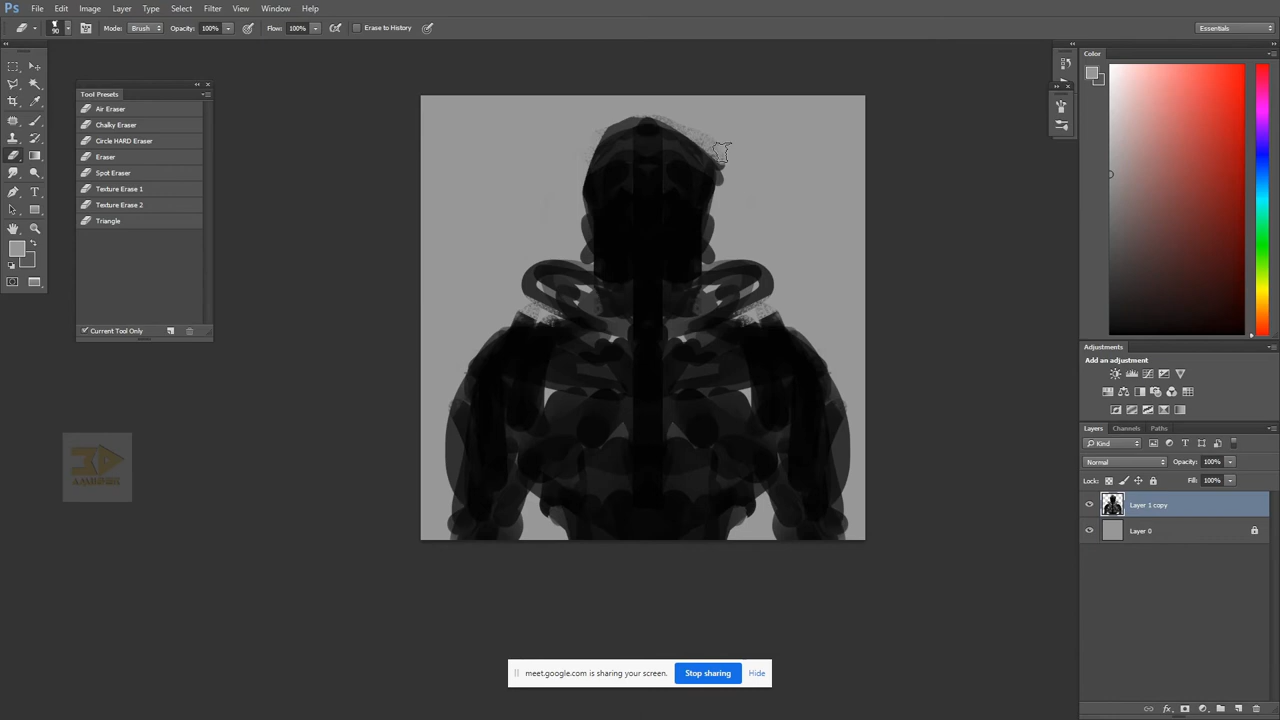 Ps File Edit Image Layer Type Select Filter View Window Help
90 Mode: Brush Opacity: 100% Flow: 100% Erase to History Essentials
Color
Tool Presets
Air Eraser
Chalky Eraser
Circle HARD Eraser
Eraser
Spot Eraser
Texture Erase 1
Texture Erase 2
Triangle
Current Tool Only
Adjustments
Add an adjustment
Layers Channels Paths
Kind
Normal Opacity: 100%
Lock: Fill: 100%
Layer 1 copy
Layer 0
3D
meet.google.com is sharing your screen. Stop sharing Hide